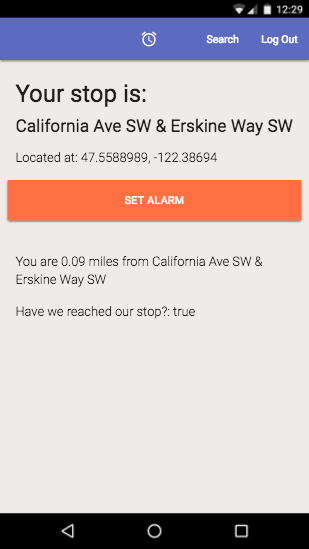 12:29
Search Log Out
Your stop is:
California Ave SW & Erskine Way SW
Located at: 47.5588989, -122.38694
SET ALARM
You are 0.09 miles from California Ave SW &
Erskine Way SW
Have we reached our stop?: true